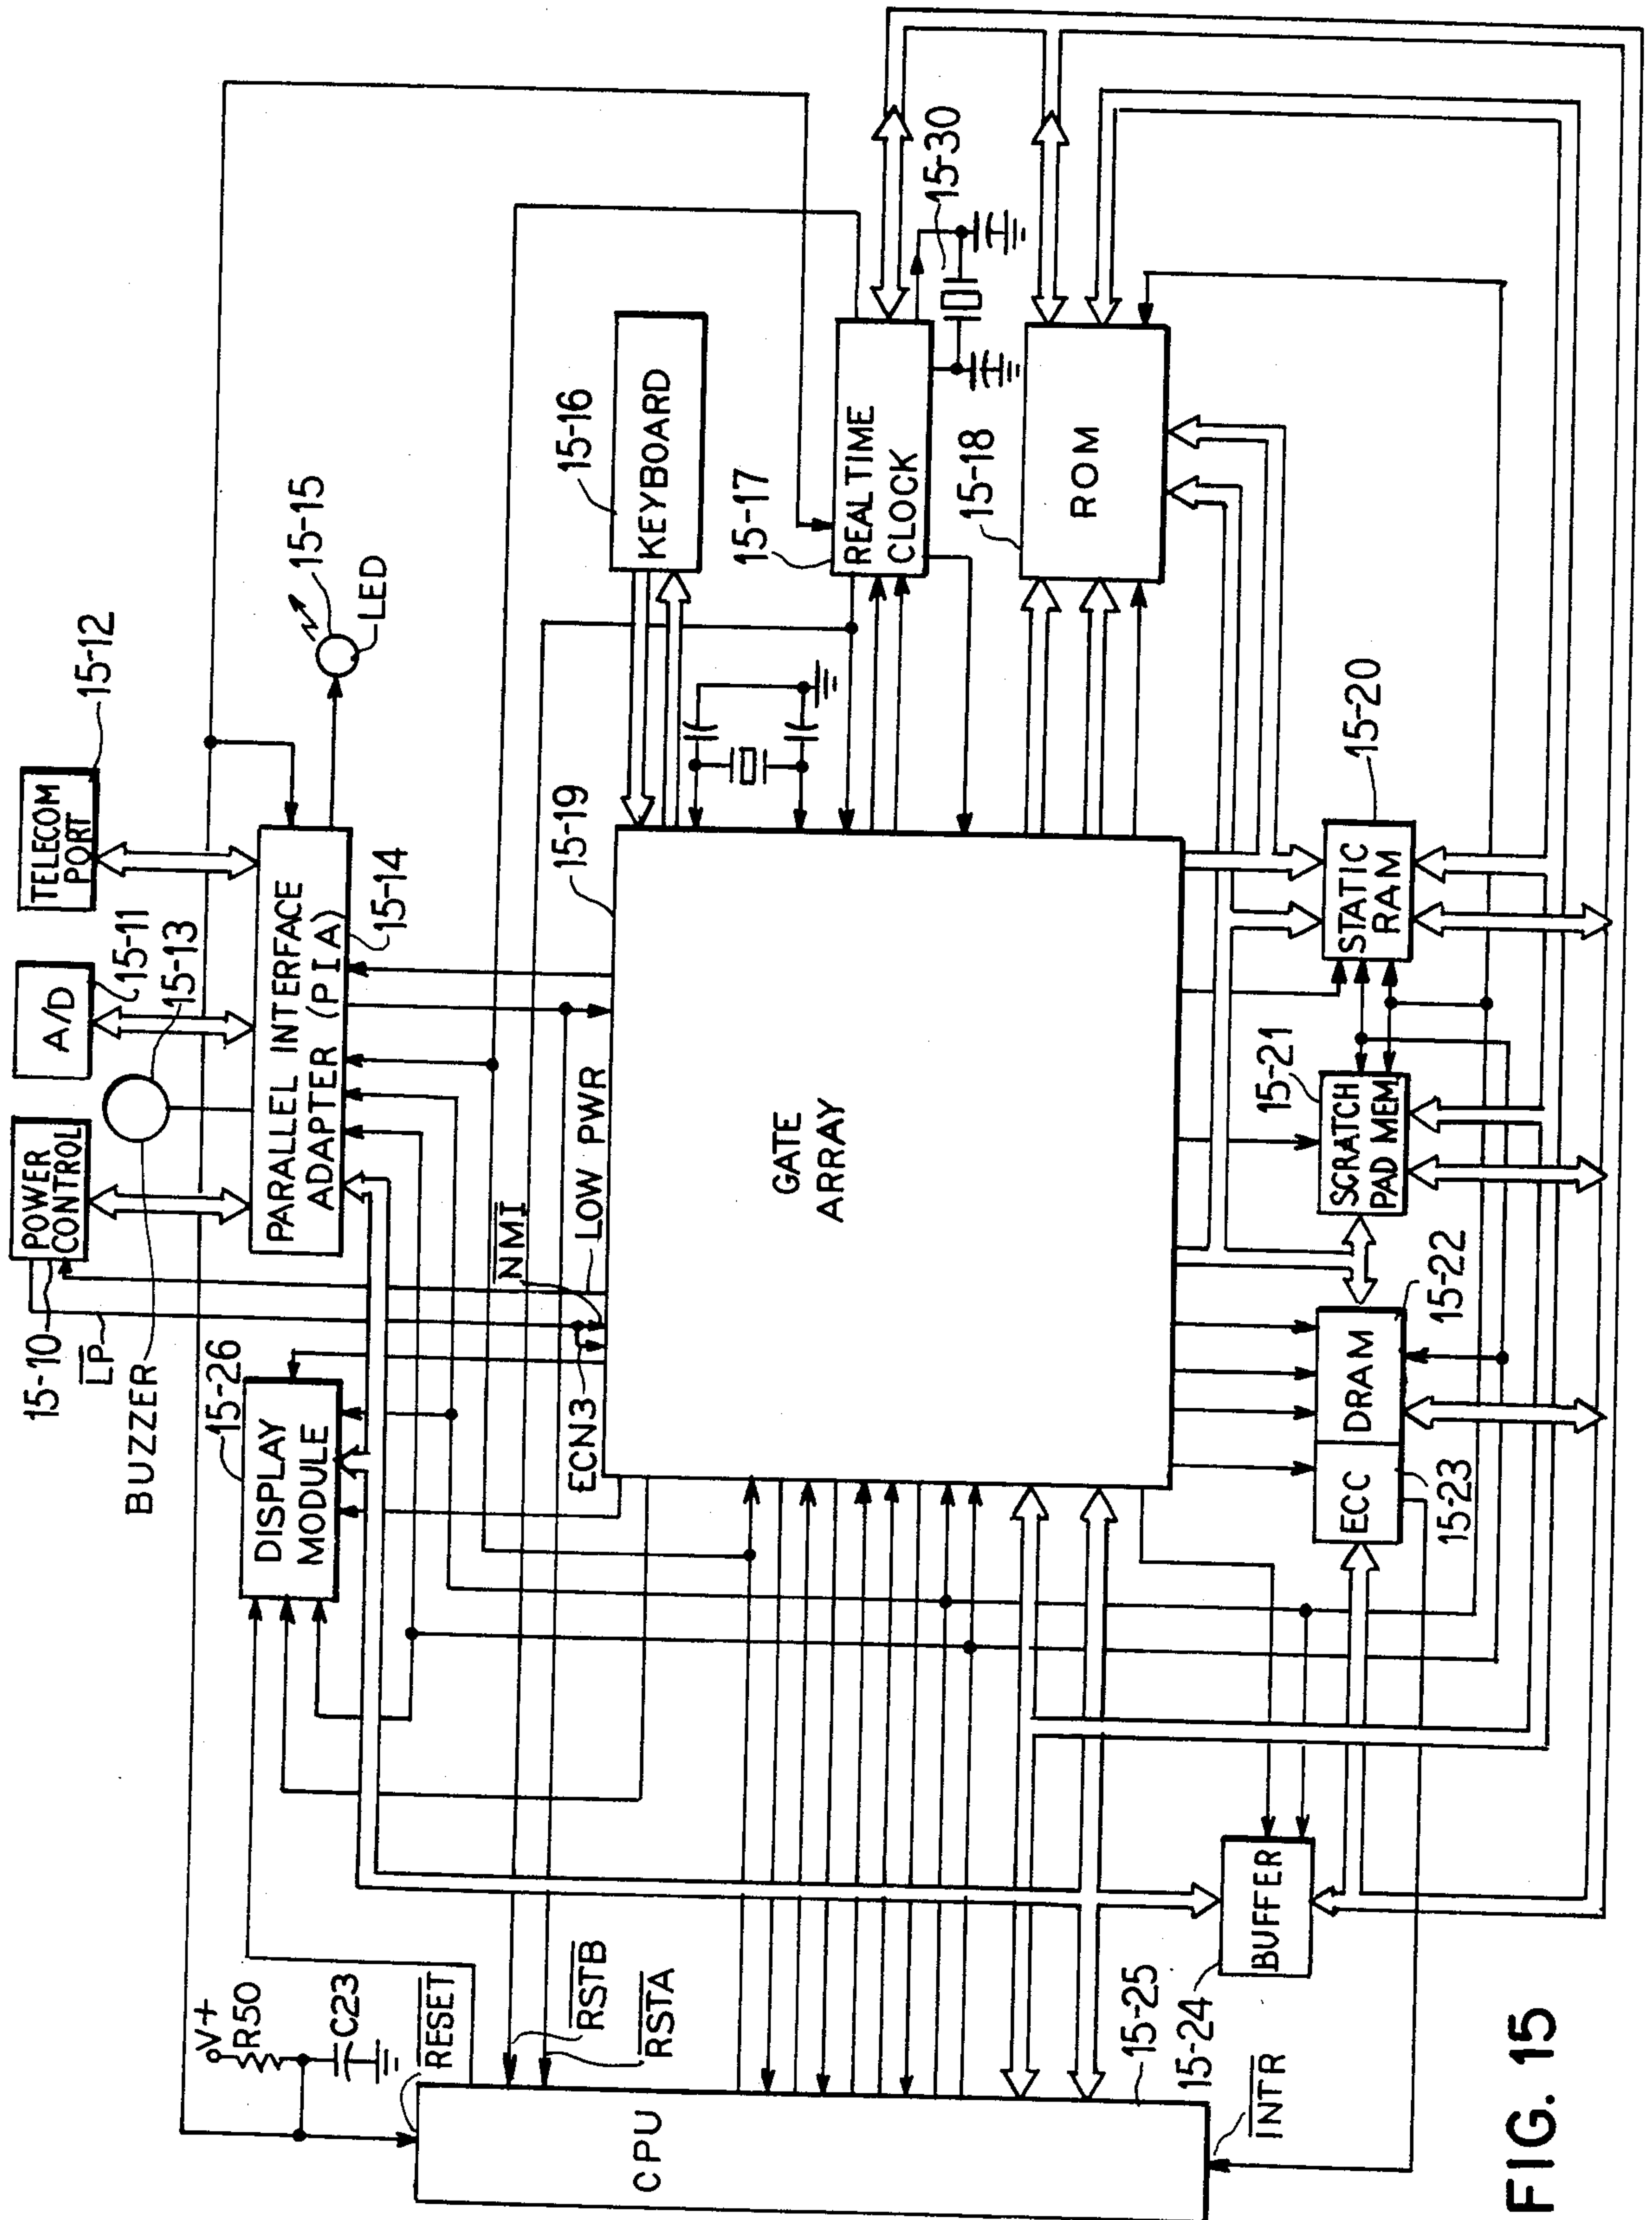 TELECOM
PORT
15-12
A/D
15-11
15-13
POWER
CONTROL
15-10
LP
BUZZER
PARALLEL INTERFACE
ADAPTER (PIA)
15-14
15-15
LED
15-26
DISPLAY
MODULE
ECN3
NMI
LOW PWR
15-19
GATE
ARRAY
15-16
KEYBOARD
15-17
REALTIME
CLOCK
15-30
15-18
ROM
15-20
STATIC
RAM
15-21
SCRATCH
PAD MEM
15-22
DRAM
ECC
15-23
BUFFER
15-24
15-25
V+
R50
C23
RESET
RSTB
RSTA
CPU
INTR
FIG. 15